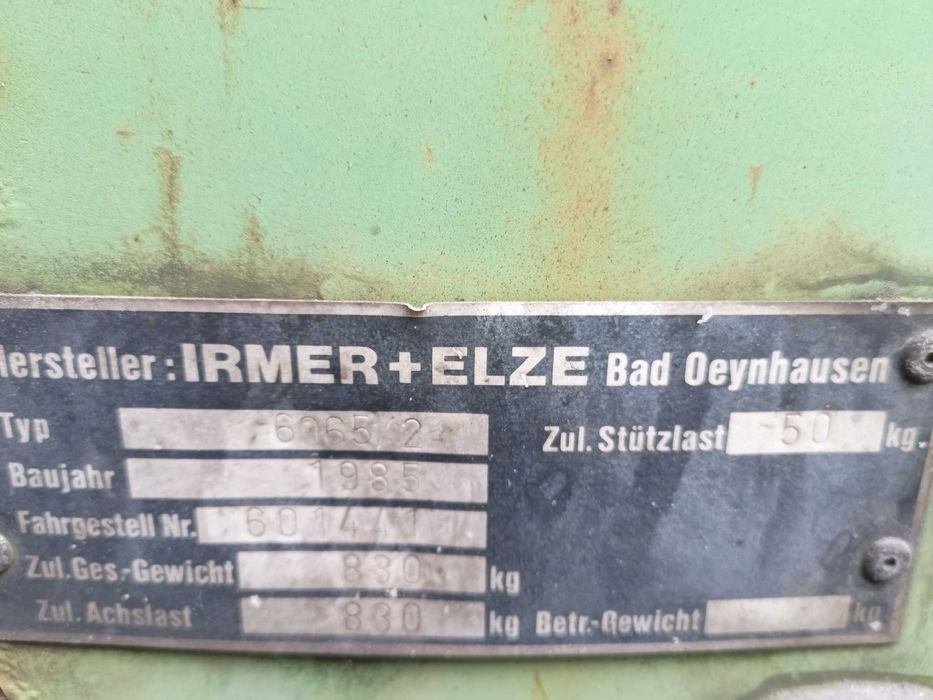 Hersteller: IRMER+ELZE Bad Oeynhausen
Typ 6065/2 Zul. Stützlast 50 kg.
Baujahr 1985
Fahrgestell Nr.
Zul.Ges.-Gewicht 830 kg
Zul. Achslast 830 kg Betr.-Gewicht kg